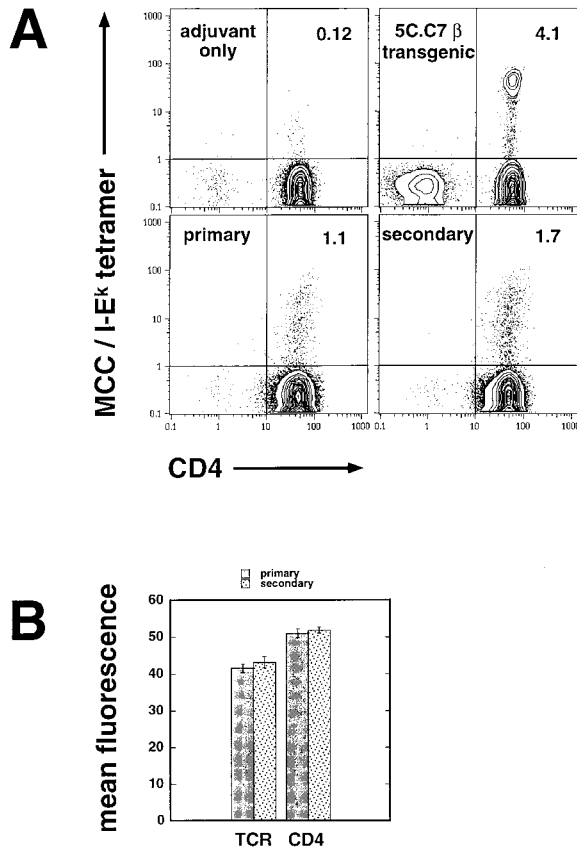 A
adjuvant only
0.12
5C.C7 β transgenic
4.1
1000
100
10
1
0.1
primary
1.1
secondary
1.7
1000
100
10
1
0.1
0.1 1 10 100 1000
0.1 1 10 100 1000
MCC / I-Eᵏ tetramer
CD4
B
primary
secondary
mean fluorescence
60
50
40
30
20
10
0
TCR CD4